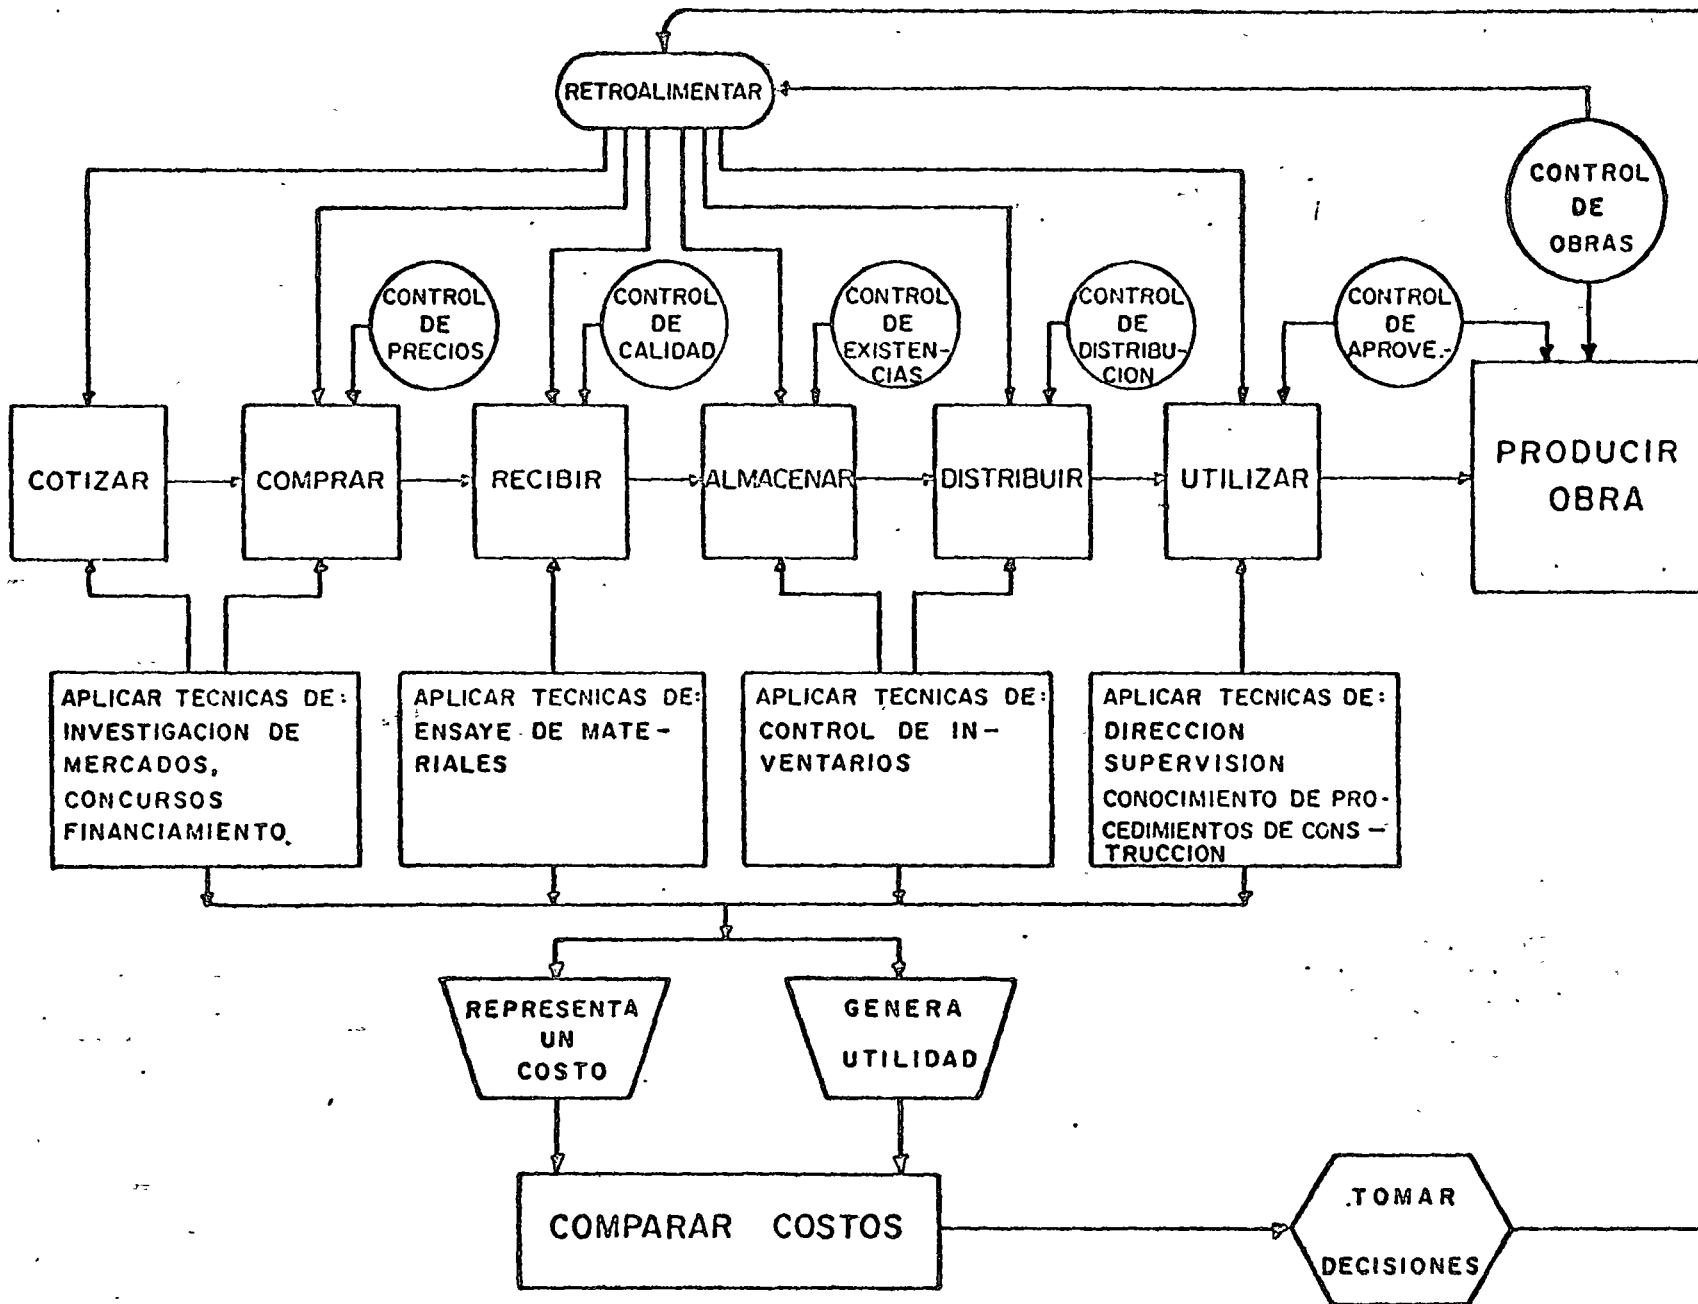 RETROALIMENTAR
CONTROL
DE
OBRAS
CONTROL
DE
PRECIOS
CONTROL
DE
CALIDAD
CONTROL
DE
EXISTEN-
CIAS
CONTROL
DE
DISTRIBU-
CION
CONTROL
DE
APROVE.-
COTIZAR
COMPRAR
RECIBIR
ALMACENAR
DISTRIBUIR
UTILIZAR
PRODUCIR
OBRA
APLICAR TECNICAS DE:
INVESTIGACION DE
MERCADOS,
CONCURSOS
FINANCIAMIENTO.
APLICAR TECNICAS DE:
ENSAYE DE MATE-
RIALES
APLICAR TECNICAS DE:
CONTROL DE IN-
VENTARIOS
APLICAR TECNICAS DE:
DIRECCION
SUPERVISION
CONOCIMIENTO DE PRO-
CEDIMIENTOS DE CONS-
TRUCCION
REPRESENTA
UN
COSTO
GENERA
UTILIDAD
COMPARAR COSTOS
TOMAR
DECISIONES